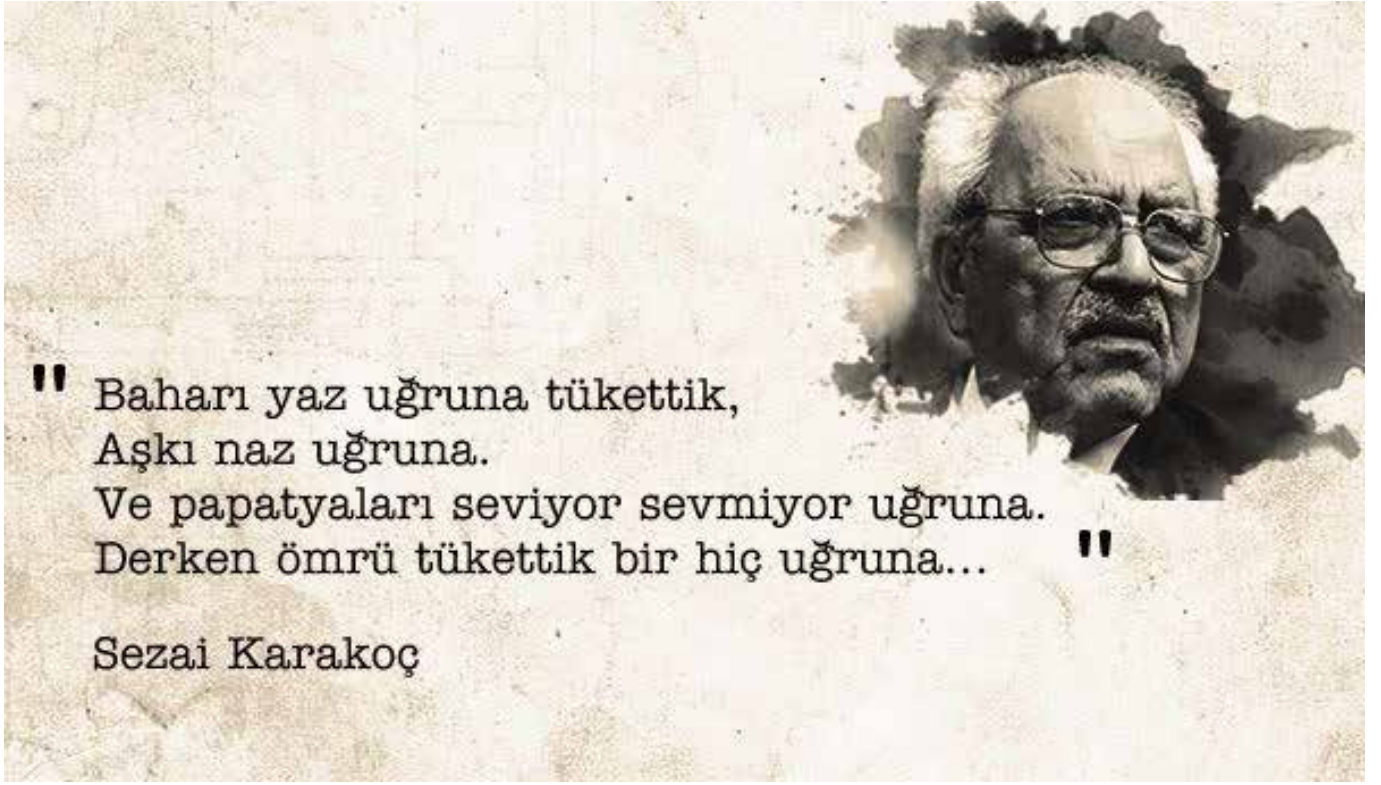 " Baharı yaz uğruna tükettik,
Aşkı naz uğruna.
Ve papatyaları seviyor sevmiyor uğruna.
Derken ömrü tükettik bir hiç uğruna... "
Sezai Karakoç